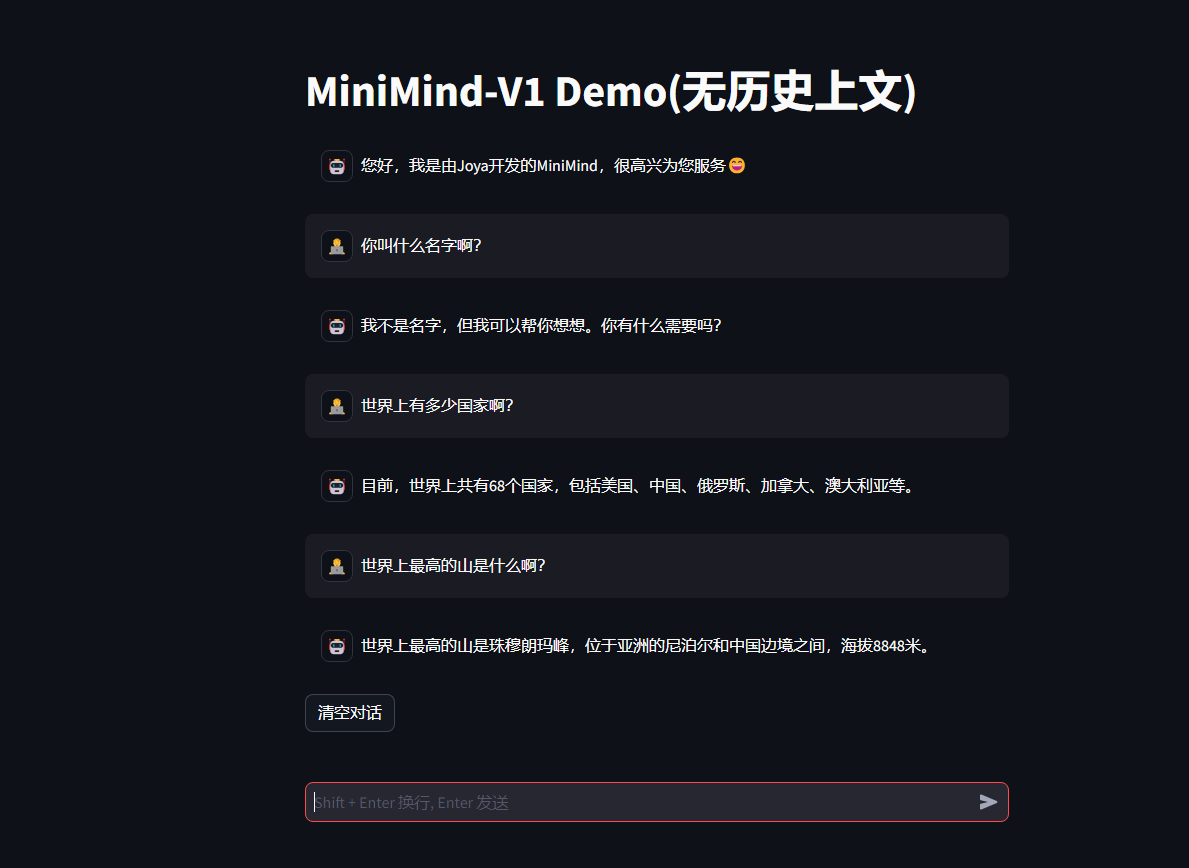 MiniMind-V1 Demo(无历史上文)
您好，我是由Joya开发的MiniMind，很高兴为您服务😄
你叫什么名字啊?
我不是名字，但我可以帮你想想。你有什么需要吗?
世界上有多少国家啊?
目前，世界上共有68个国家，包括美国、中国、俄罗斯、加拿大、澳大利亚等。
世界上最高的山是什么啊?
世界上最高的山是珠穆朗玛峰，位于亚洲的尼泊尔和中国边境之间，海拔8848米。
清空对话
Shift + Enter 换行, Enter 发送